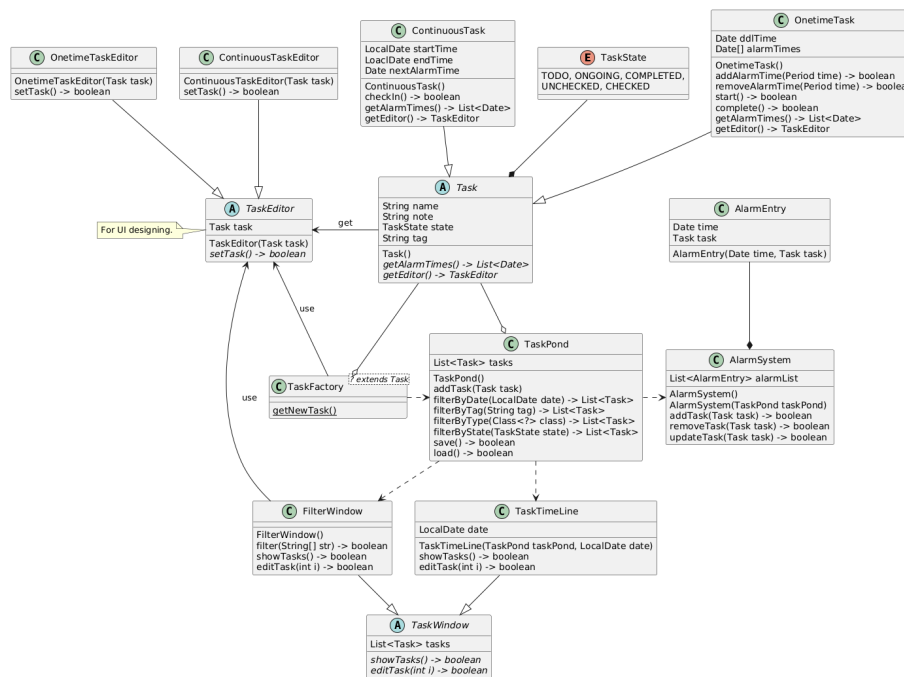 C OnetimeTaskEditor
OnetimeTaskEditor(Task task)
setTask() -> boolean
C ContinuousTaskEditor
ContinuousTaskEditor(Task task)
setTask() -> boolean
C ContinuousTask
LocalDate startTime
LoaclDate endTime
Date nextAlarmTime
ContinuousTask()
checkIn() -> boolean
getAlarmTimes() -> List<Date>
getEditor() -> TaskEditor
E TaskState
TODO, ONGOING, COMPLETED,
UNCHECKED, CHECKED
C OnetimeTask
Date ddlTime
Date[] alarmTimes
OnetimeTask()
addAlarmTime(Period time) -> boolean
removeAlarmTime(Period time) -> boolea
start() -> boolean
complete() -> boolean
getAlarmTimes() -> List<Date>
getEditor() -> TaskEditor
For UI designing.
A TaskEditor
Task task
TaskEditor(Task task)
setTask() -> boolean
get
A Task
String name
String note
TaskState state
String tag
Task()
getAlarmTimes() -> List<Date>
getEditor() -> TaskEditor
C AlarmEntry
Date time
Task task
AlarmEntry(Date time, Task task)
use
use
C TaskFactory
? extends Task
getNewTask()
C TaskPond
List<Task> tasks
TaskPond()
addTask(Task task)
filterByDate(LocalDate date) -> List<Task>
filterByTag(String tag) -> List<Task>
filterByType(Class<?> class) -> List<Task>
filterByState(TaskState state) -> List<Task>
save() -> boolean
load() -> boolean
C AlarmSystem
List<AlarmEntry> alarmList
AlarmSystem()
AlarmSystem(TaskPond taskPond)
addTask(Task task) -> boolean
removeTask(Task task) -> boolean
updateTask(Task task) -> boolean
C FilterWindow
FilterWindow()
filter(String[] str) -> boolean
showTasks() -> boolean
editTask(int i) -> boolean
C TaskTimeLine
LocalDate date
TaskTimeLine(TaskPond taskPond, LocalDate date)
showTasks() -> boolean
editTask(int i) -> boolean
A TaskWindow
List<Task> tasks
showTasks() -> boolean
editTask(int i) -> boolean